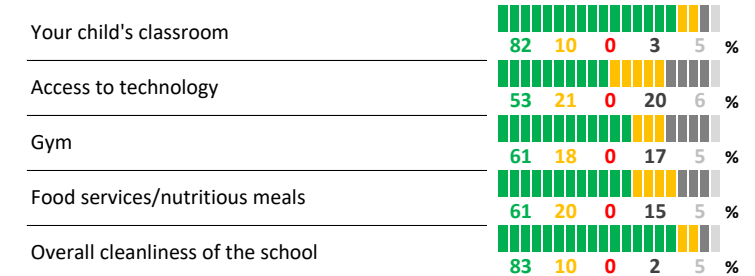 Your child's classroom
82 10 0 3 5 %
Access to technology
53 21 0 20 6 %
Gym
61 18 0 17 5 %
Food services/nutritious meals
61 20 0 15 5 %
Overall cleanliness of the school
83 10 0 2 5 %